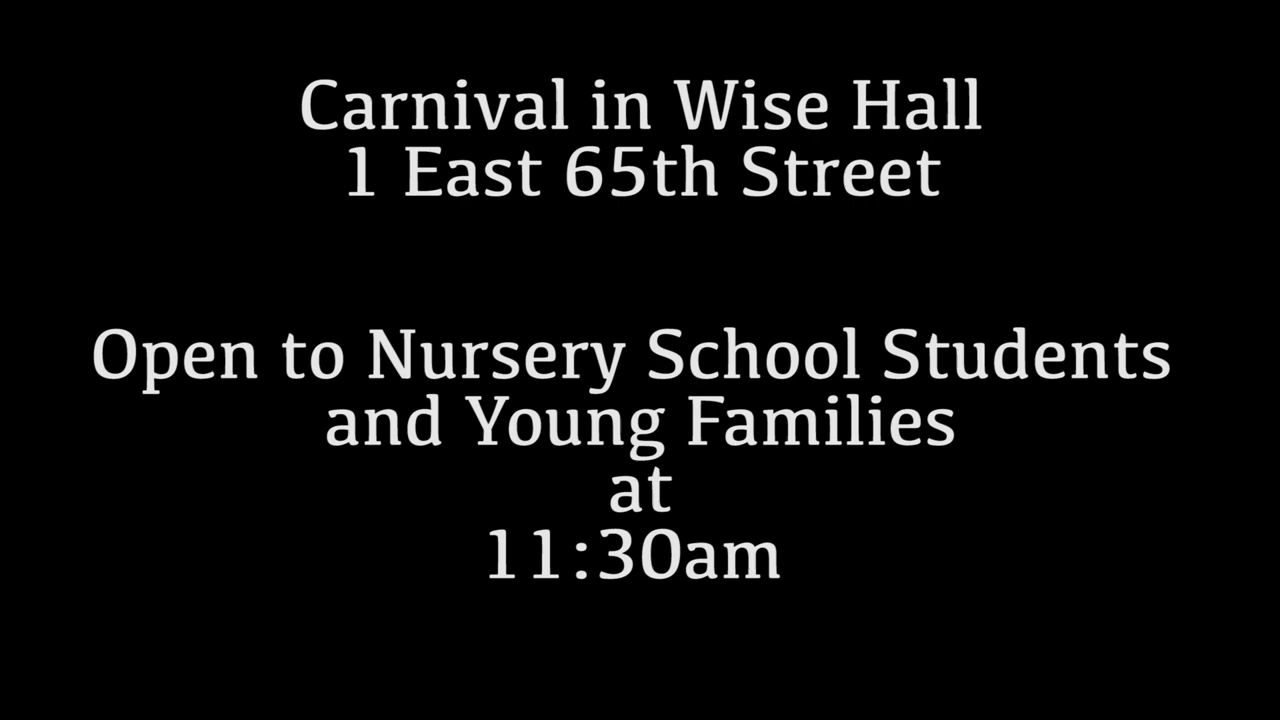 Carnival in Wise Hall
1 East 65th Street
Open to Nursery School Students
and Young Families
at
11:30am